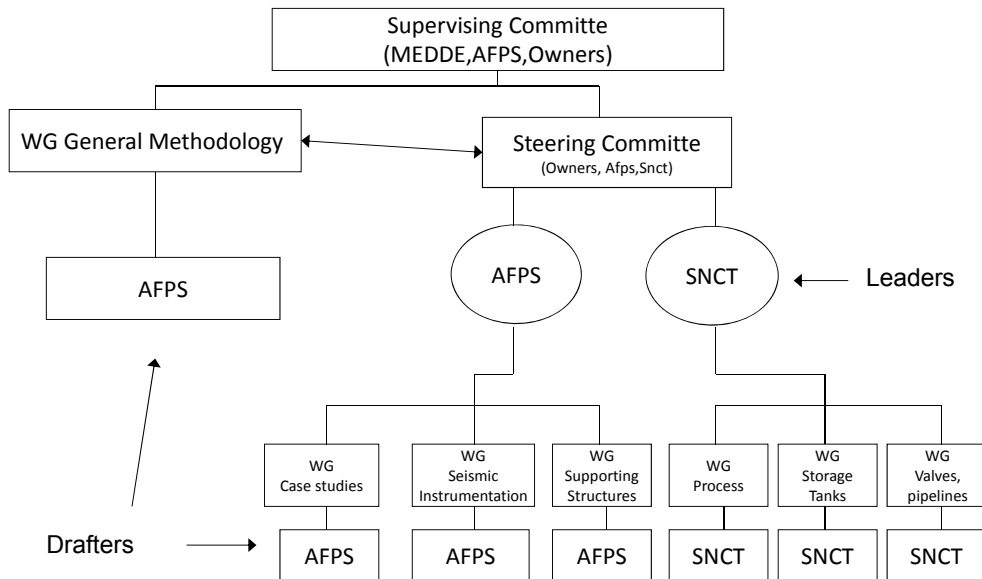 Supervising Committe
(MEDDE,AFPS,Owners)
WG General Methodology
Steering Committe
(Owners, Afps,Snct)
AFPS
AFPS
SNCT
Leaders
WG
Case studies
WG
Seismic
Instrumentation
WG
Supporting
Structures
WG
Process
WG
Storage
Tanks
WG
Valves,
pipelines
Drafters
AFPS
AFPS
AFPS
SNCT
SNCT
SNCT